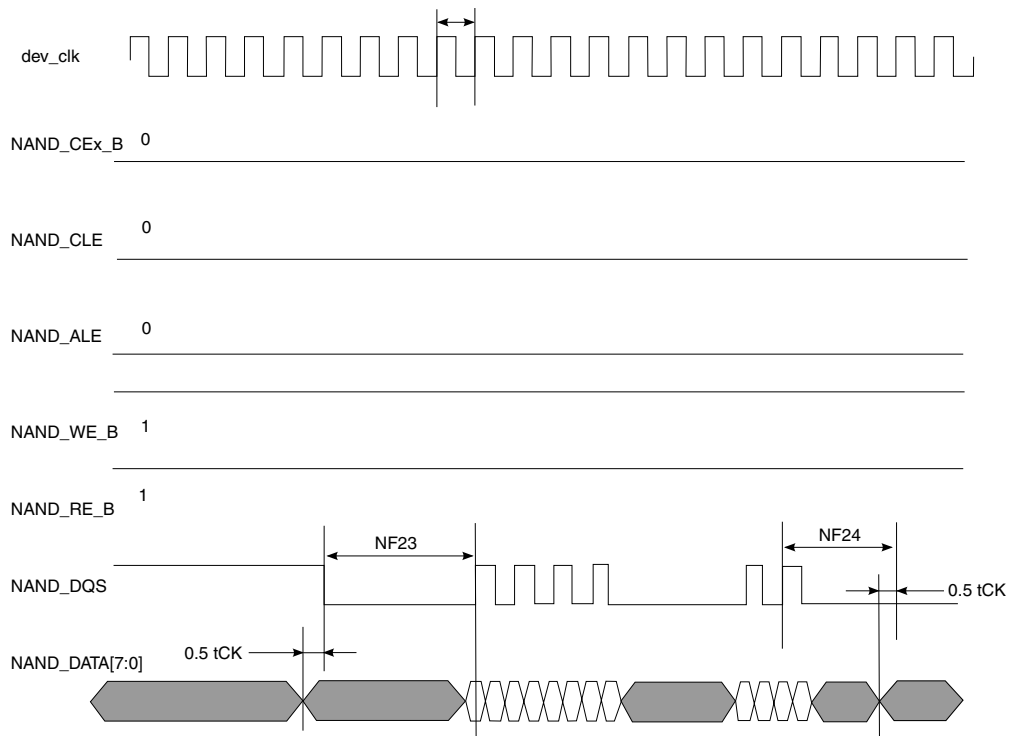 dev_clk
NAND_CEx_B 0
NAND_CLE 0
NAND_ALE 0
NAND_WE_B 1
NAND_RE_B 1
NF23
NF24
NAND_DQS
0.5 tCK
NAND_DATA[7:0]
0.5 tCK